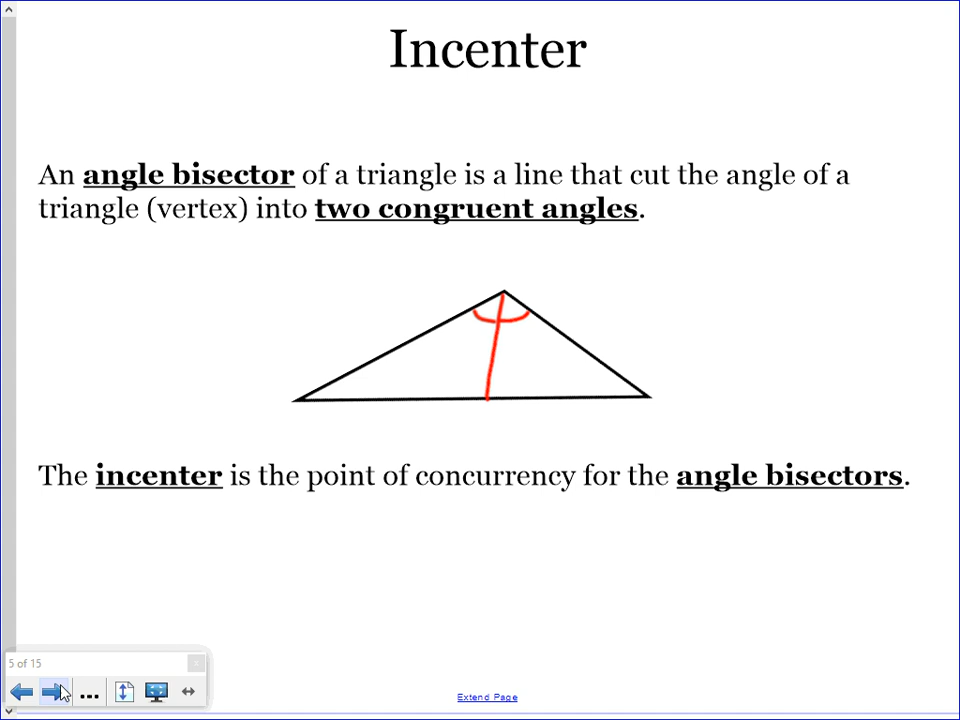 Incenter
An angle bisector of a triangle is a line that cut the angle of a
triangle (vertex) into two congruent angles.
The incenter is the point of concurrency for the angle bisectors.
5 of 15
Extend Page